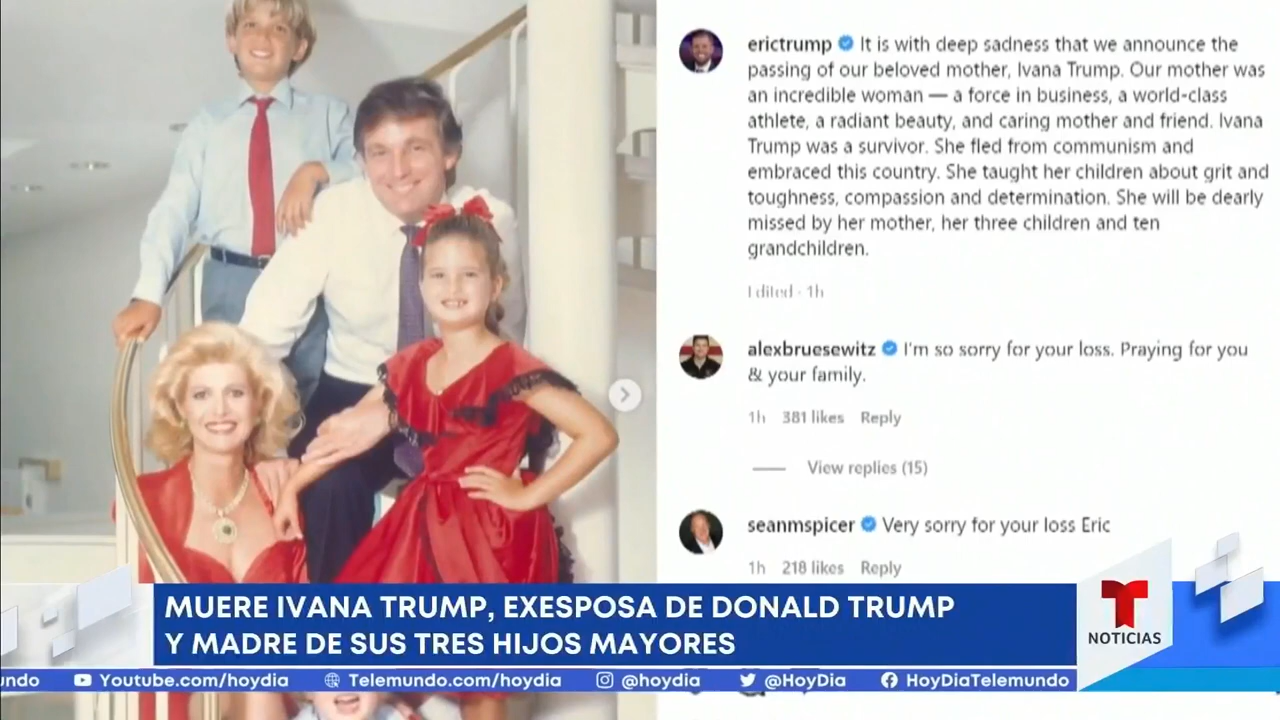 erictrump It is with deep sadness that we announce the
passing of our beloved mother, Ivana Trump. Our mother was
an incredible woman — a force in business, a world-class
athlete, a radiant beauty, and caring mother and friend. Ivana
Trump was a survivor. She fled from communism and
embraced this country. She taught her children about grit and
toughness, compassion and determination. She will be dearly
missed by her mother, her three children and ten
grandchildren.
Edited · 1h
alexbruesewitz I'm so sorry for your loss. Praying for you
& your family.
1h 381 likes Reply
View replies (15)
seanmspicer Very sorry for your loss Eric
1h 218 likes Reply
MUERE IVANA TRUMP, EXESPOSA DE DONALD TRUMP
Y MADRE DE SUS TRES HIJOS MAYORES
NOTICIAS
undo Youtube.com/hoydia Telemundo.com/hoydia @hoydia @HoyDia HoyDiaTelemundo